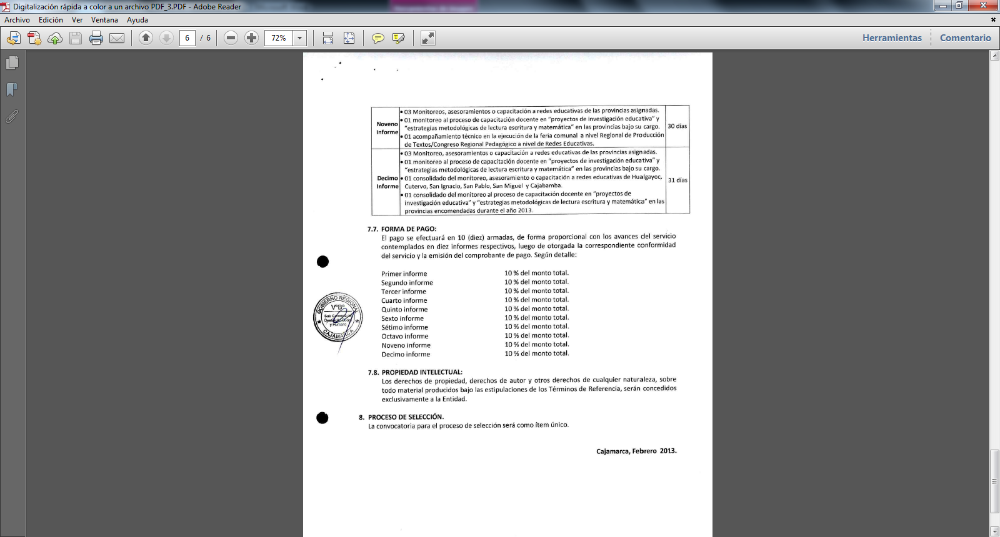 Digitalización rápida a color a un archivo PDF_3.PDF - Adobe Reader
Archivo Edición Ver Ventana Ayuda
6 / 6 72% Herramientas Comentario
Noveno Informe
• 03 Monitoreos, asesoramientos o capacitación a redes educativas de las provincias asignadas.
• 01 monitoreo al proceso de capacitación docente en "proyectos de investigación educativa" y
"estrategias metodológicas de lectura escritura y matemática" en las provincias bajo su cargo.
• 01 acompañamiento técnico en la ejecución de la feria comunal a nivel Regional de Producción
de Textos/Congreso Regional Pedagógico a nivel de Redes Educativas.
30 días
Decimo Informe
• 03 Monitoreo, asesoramientos o capacitación a redes educativas de las provincias asignadas.
• 01 monitoreo al proceso de capacitación docente en "proyectos de investigación educativa" y
"estrategias metodológicas de lectura escritura y matemática" en las provincias bajo su cargo.
• 01 consolidado del monitoreo, asesoramiento o capacitación a redes educativas de Hualgayoc,
Cutervo, San Ignacio, San Pablo, San Miguel y Cajabamba.
• 01 consolidado del monitoreo al proceso de capacitación docente en "proyectos de
investigación educativa" y "estrategias metodológicas de lectura escritura y matemática" en las
provincias encomendadas durante el año 2013.
31 días
7.7. FORMA DE PAGO:
El pago se efectuará en 10 (diez) armadas, de forma proporcional con los avances del servicio
contemplados en diez informes respectivos, luego de otorgada la correspondiente conformidad
del servicio y la emisión del comprobante de pago. Según detalle:
Primer informe 10 % del monto total.
Segundo informe 10 % del monto total.
Tercer informe 10 % del monto total.
Cuarto informe 10 % del monto total.
Quinto informe 10 % del monto total.
Sexto informe 10 % del monto total.
Sétimo informe 10 % del monto total.
Octavo informe 10 % del monto total.
Noveno informe 10 % del monto total.
Decimo informe 10 % del monto total.
GOBIERNO REGIONAL
V°B°
Sub Gerencia de
Desarrollo Social
y Humano
CAJAMARCA
7.8. PROPIEDAD INTELECTUAL:
Los derechos de propiedad, derechos de autor y otros derechos de cualquier naturaleza, sobre
todo material producidos bajo las estipulaciones de los Términos de Referencia, serán concedidos
exclusivamente a la Entidad.
8. PROCESO DE SELECCIÓN.
La convocatoria para el proceso de selección será como ítem único.
Cajamarca, Febrero 2013.